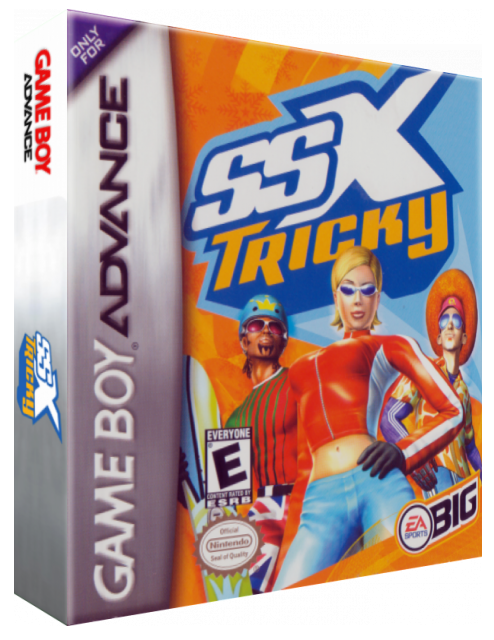 GAME BOY
ADVANCE
SSX
TRICKY
ONLY
FOR
GAME BOY ADVANCE
®
SSX
TRICKY
EVERYONE
E
CONTENT RATED BY
ESRB
Official
Nintendo
Seal of Quality
EA
SPORTS
BIG